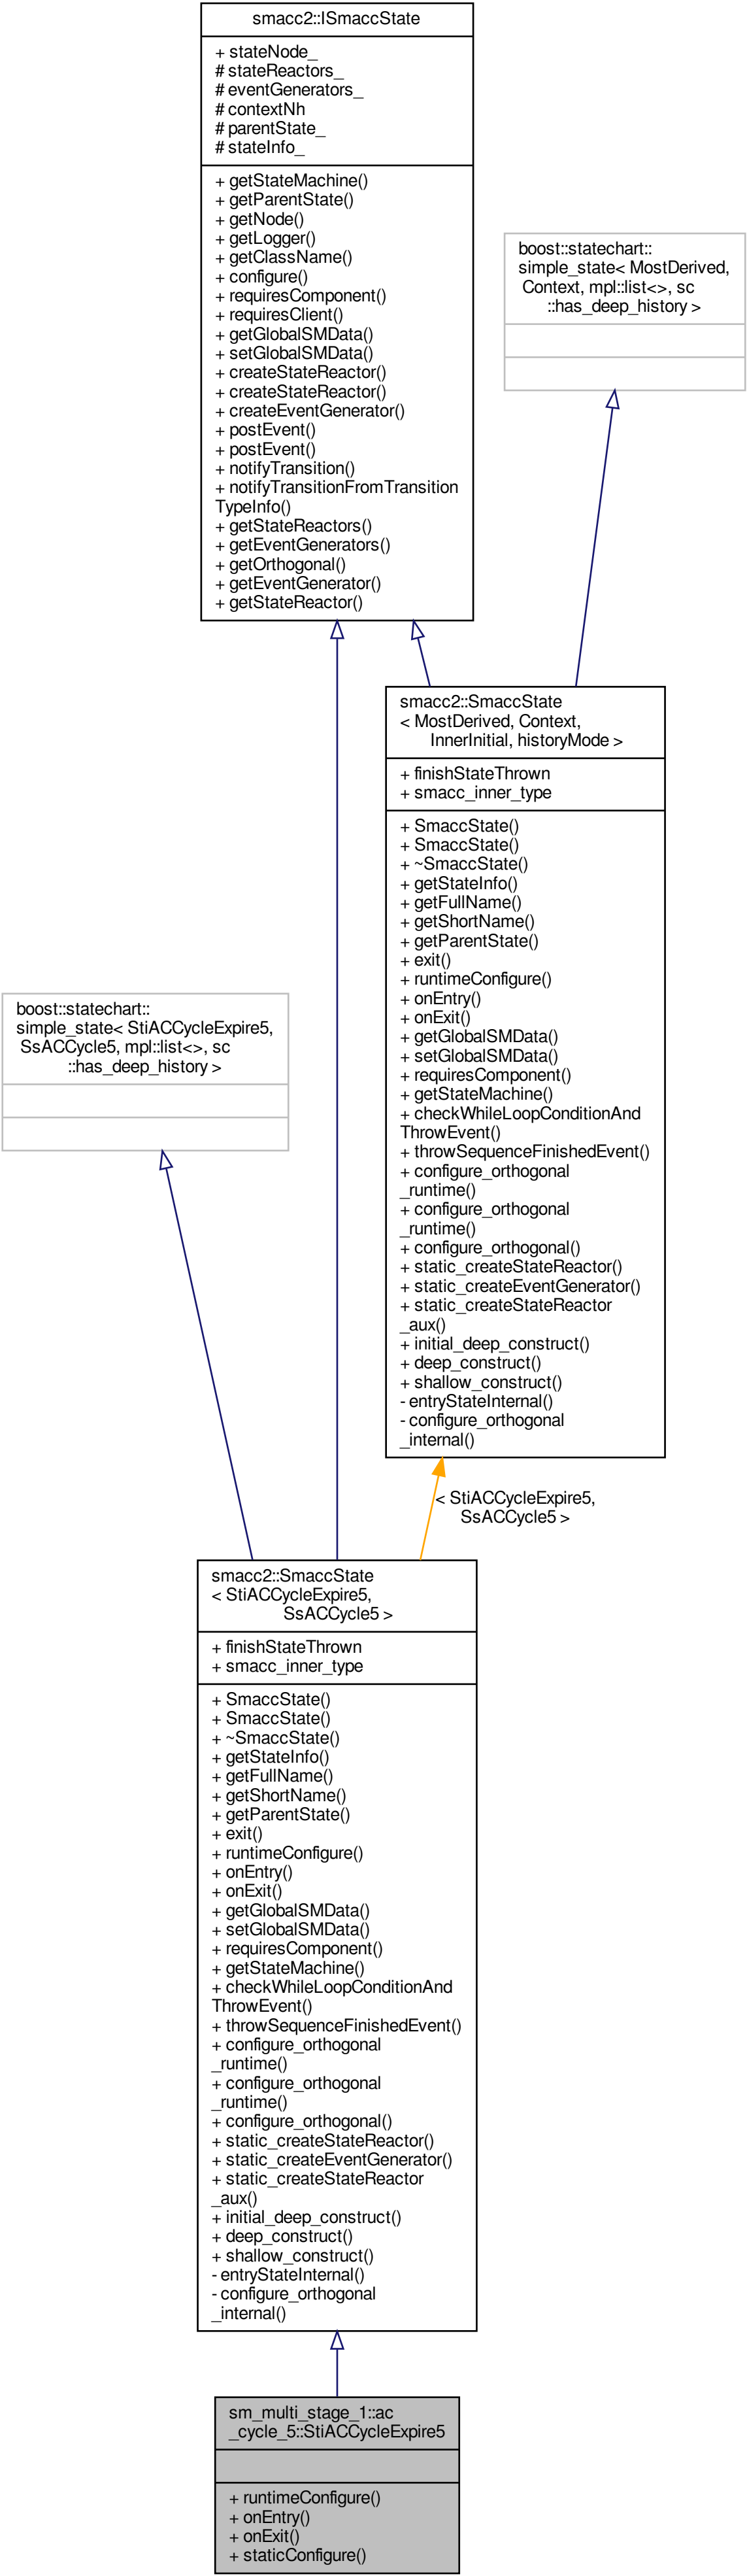 smacc2::ISmaccState
+ stateNode_
# stateReactors_
# eventGenerators_
# contextNh
# parentState_
# stateInfo_
+ getStateMachine()
+ getParentState()
+ getNode()
+ getLogger()
+ getClassName()
+ configure()
+ requiresComponent()
+ requiresClient()
+ getGlobalSMData()
+ setGlobalSMData()
+ createStateReactor()
+ createStateReactor()
+ createEventGenerator()
+ postEvent()
+ postEvent()
+ notifyTransition()
+ notifyTransitionFromTransition
TypeInfo()
+ getStateReactors()
+ getEventGenerators()
+ getOrthogonal()
+ getEventGenerator()
+ getStateReactor()
boost::statechart::
simple_state< MostDerived,
Context, mpl::list<>, sc
::has_deep_history >
smacc2::SmaccState
< MostDerived, Context,
InnerInitial, historyMode >
+ finishStateThrown
+ smacc_inner_type
+ SmaccState()
+ SmaccState()
+ ~SmaccState()
+ getStateInfo()
+ getFullName()
+ getShortName()
+ getParentState()
+ exit()
+ runtimeConfigure()
+ onEntry()
+ onExit()
+ getGlobalSMData()
+ setGlobalSMData()
+ requiresComponent()
+ getStateMachine()
+ checkWhileLoopConditionAnd
ThrowEvent()
+ throwSequenceFinishedEvent()
+ configure_orthogonal
_runtime()
+ configure_orthogonal
_runtime()
+ configure_orthogonal()
+ static_createStateReactor()
+ static_createEventGenerator()
+ static_createStateReactor
_aux()
+ initial_deep_construct()
+ deep_construct()
+ shallow_construct()
- entryStateInternal()
- configure_orthogonal
_internal()
boost::statechart::
simple_state< StiACCycleExpire5,
SsACCycle5, mpl::list<>, sc
::has_deep_history >
< StiACCycleExpire5,
SsACCycle5 >
smacc2::SmaccState
< StiACCycleExpire5,
SsACCycle5 >
+ finishStateThrown
+ smacc_inner_type
+ SmaccState()
+ SmaccState()
+ ~SmaccState()
+ getStateInfo()
+ getFullName()
+ getShortName()
+ getParentState()
+ exit()
+ runtimeConfigure()
+ onEntry()
+ onExit()
+ getGlobalSMData()
+ setGlobalSMData()
+ requiresComponent()
+ getStateMachine()
+ checkWhileLoopConditionAnd
ThrowEvent()
+ throwSequenceFinishedEvent()
+ configure_orthogonal
_runtime()
+ configure_orthogonal
_runtime()
+ configure_orthogonal()
+ static_createStateReactor()
+ static_createEventGenerator()
+ static_createStateReactor
_aux()
+ initial_deep_construct()
+ deep_construct()
+ shallow_construct()
- entryStateInternal()
- configure_orthogonal
_internal()
sm_multi_stage_1::ac
_cycle_5::StiACCycleExpire5
+ runtimeConfigure()
+ onEntry()
+ onExit()
+ staticConfigure()